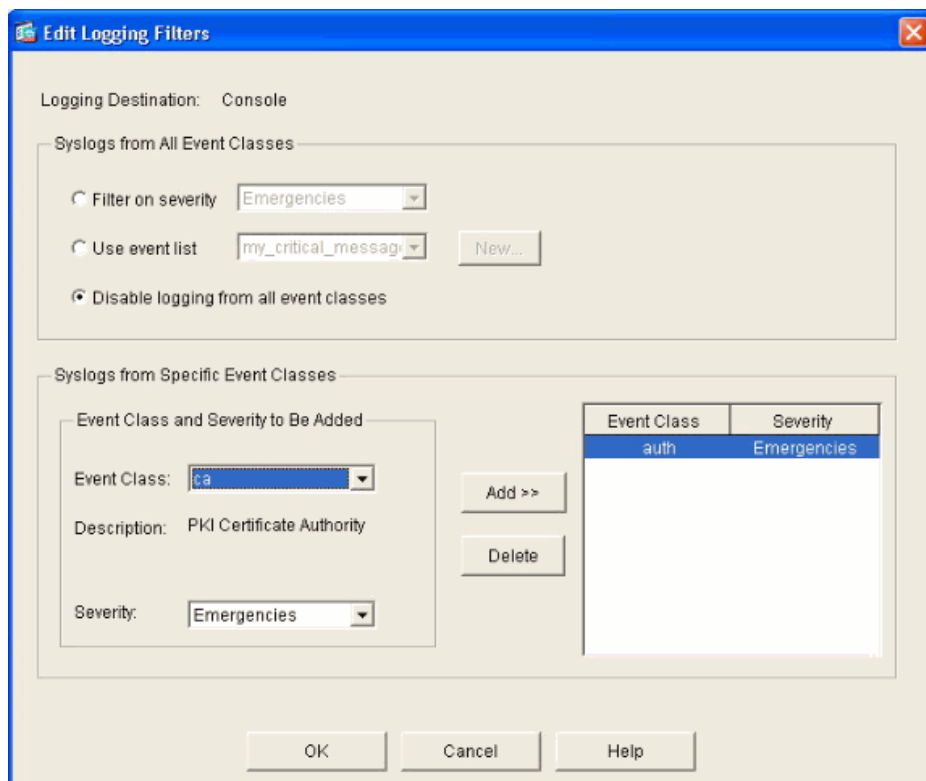 Edit Logging Filters
Logging Destination: Console
Syslogs from All Event Classes
Filter on severity Emergencies
Use event list my_critical_messag New...
Disable logging from all event classes
Syslogs from Specific Event Classes
Event Class and Severity to Be Added
Event Class: ca
Description: PKI Certificate Authority
Severity: Emergencies
Add >>
Delete
Event Class Severity
auth Emergencies
OK Cancel Help